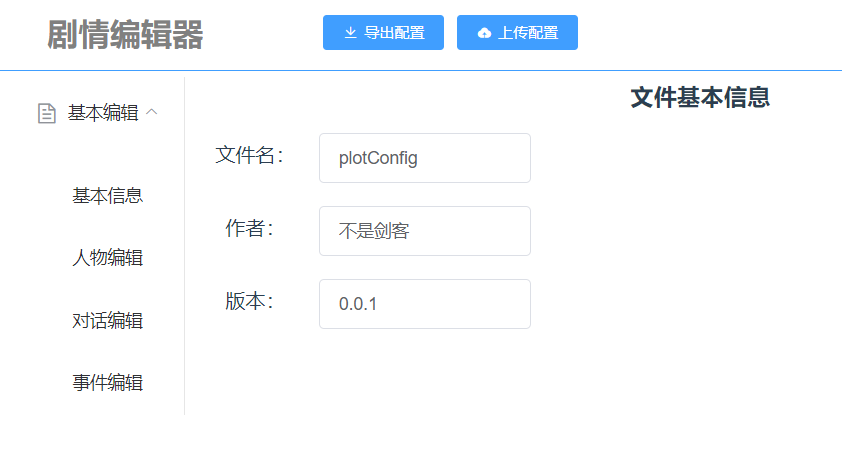 剧情编辑器
导出配置 上传配置
基本编辑
基本信息
人物编辑
对话编辑
事件编辑
文件基本信息
文件名： plotConfig
作者： 不是剑客
版本： 0.0.1